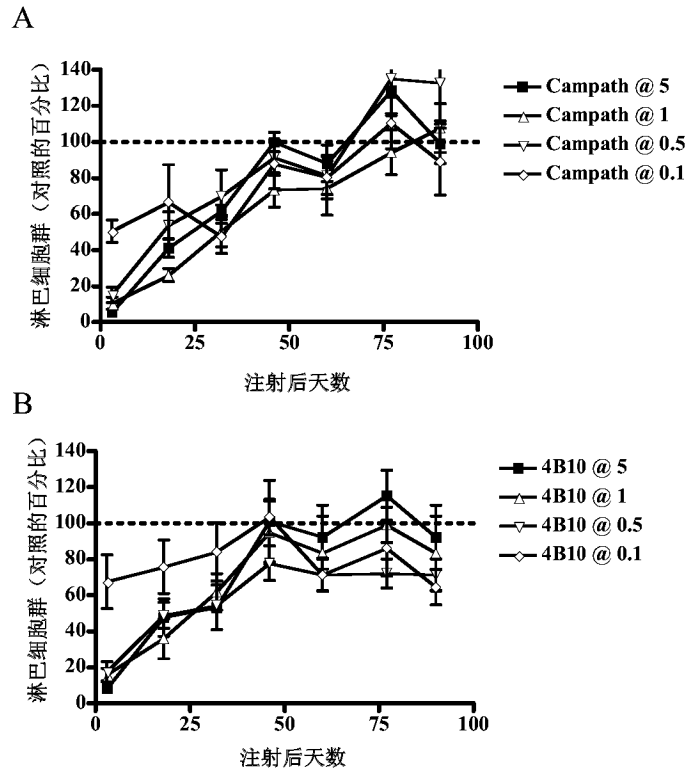 A
淋巴细胞群（对照的百分比）
140
120
100
80
60
40
20
0
0 25 50 75 100
注射后天数
Campath @ 5
Campath @ 1
Campath @ 0.5
Campath @ 0.1
B
淋巴细胞群（对照的百分比）
140
120
100
80
60
40
20
0
0 25 50 75 100
注射后天数
4B10 @ 5
4B10 @ 1
4B10 @ 0.5
4B10 @ 0.1